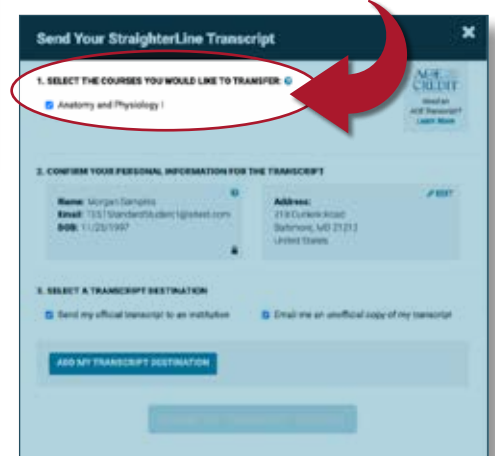 Send Your StraighterLine Transcript
1. SELECT THE COURSES YOU WOULD LIKE TO TRANSFER:
Anatomy and Physiology I
ACE
CREDIT
Need an
ACE Transcript?
Learn More
2. CONFIRM YOUR PERSONAL INFORMATION FOR THE TRANSCRIPT
Name: Morgan Samples
Email:
DOB: 11/20/1997
Address:
EDIT
Baltimore, MD 21212
United States
3. SELECT A TRANSCRIPT DESTINATION
Send my official transcript to an institution
Email me an unofficial copy of my transcript
ADD MY TRANSCRIPT DESTINATION